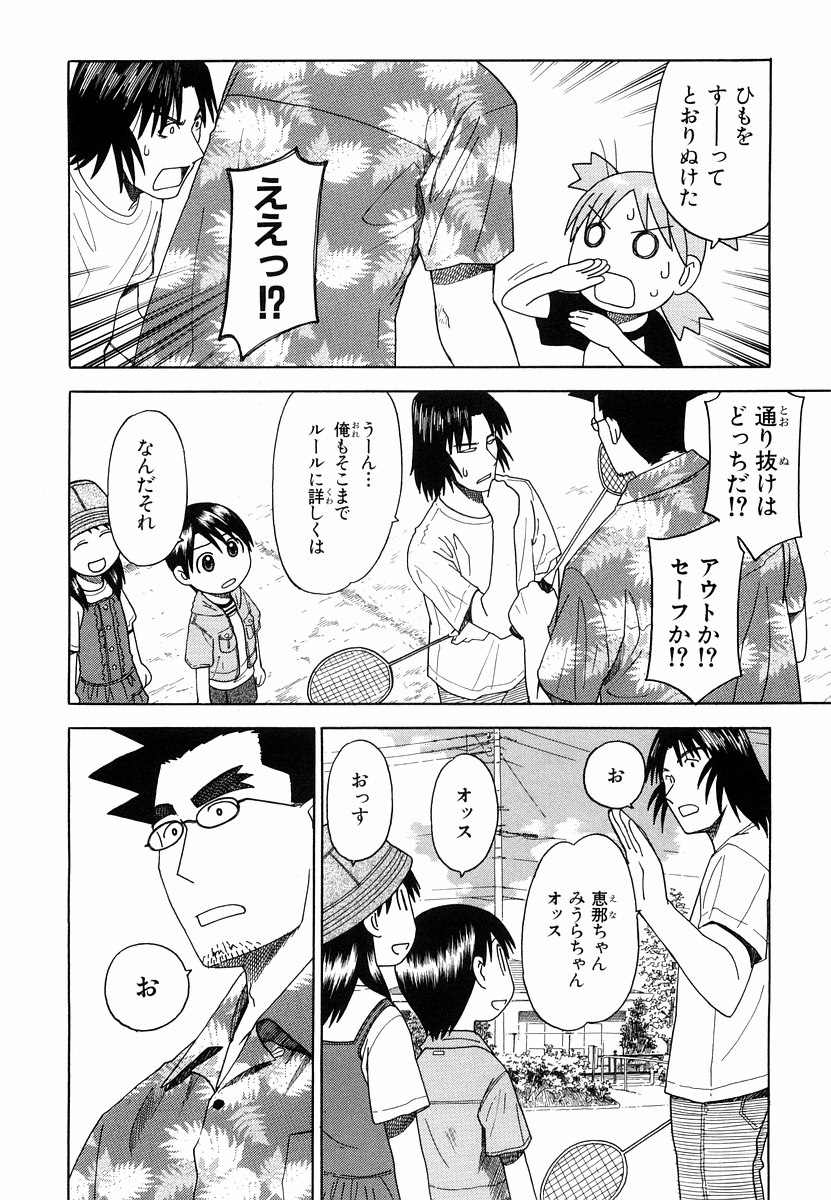 ひもを
すーって
とおりぬけた
ええっ!?
通り抜けは
どっちだ!?
アウトか!?
セーフか!?
うーん…
俺もそこまで
ルールに詳しくは
なんだそれ
お
恵那ちゃん
みうらちゃん
オッス
オッス
おっす
お